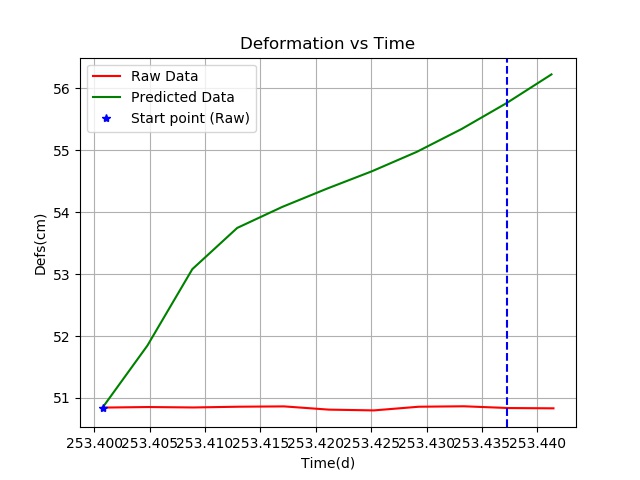 Deformation vs Time
Raw Data
Predicted Data
Start point (Raw)
56
55
54
53
52
51
Defs(cm)
253.400 253.405 253.410 253.415 253.420 253.425 253.430 253.435 253.440
Time(d)